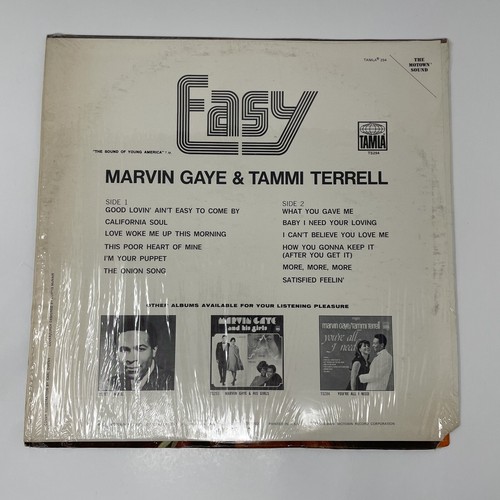 TAMLA® 294
THE
MOTOWN
SOUND
Easy
TAMLA
TS294
"THE SOUND OF YOUNG AMERICA"
MARVIN GAYE & TAMMI TERRELL
SIDE 1
GOOD LOVIN' AIN'T EASY TO COME BY
CALIFORNIA SOUL
LOVE WOKE ME UP THIS MORNING
THIS POOR HEART OF MINE
I'M YOUR PUPPET
THE ONION SONG
SIDE 2
WHAT YOU GAVE ME
BABY I NEED YOUR LOVING
I CAN'T BELIEVE YOU LOVE ME
HOW YOU GONNA KEEP IT
(AFTER YOU GET IT)
MORE, MORE, MORE
SATISFIED FEELIN'
OTHER ALBUMS AVAILABLE FOR YOUR LISTENING PLEASURE
MARVIN GAYE
and his girls
MARVIN GAYE & HIS GIRLS
marvin gaye/tammi terrell
you're all
i need
YOU'RE ALL I NEED